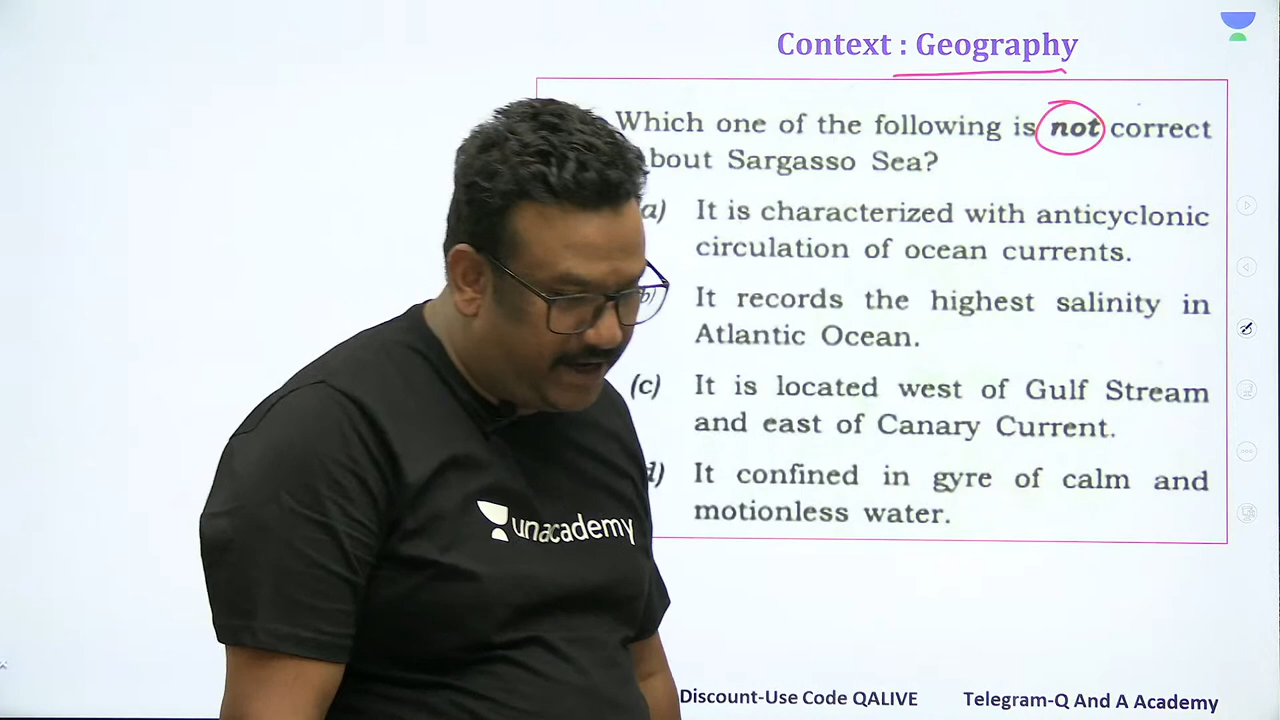 Context : Geography
Which one of the following is not correct
bout Sargasso Sea?
a) It is characterized with anticyclonic
circulation of ocean currents.
b) It records the highest salinity in
Atlantic Ocean.
(c) It is located west of Gulf Stream
and east of Canary Current.
d) It confined in gyre of calm and
motionless water.
unacademy
Discount-Use Code QALIVE Telegram-Q And A Academy